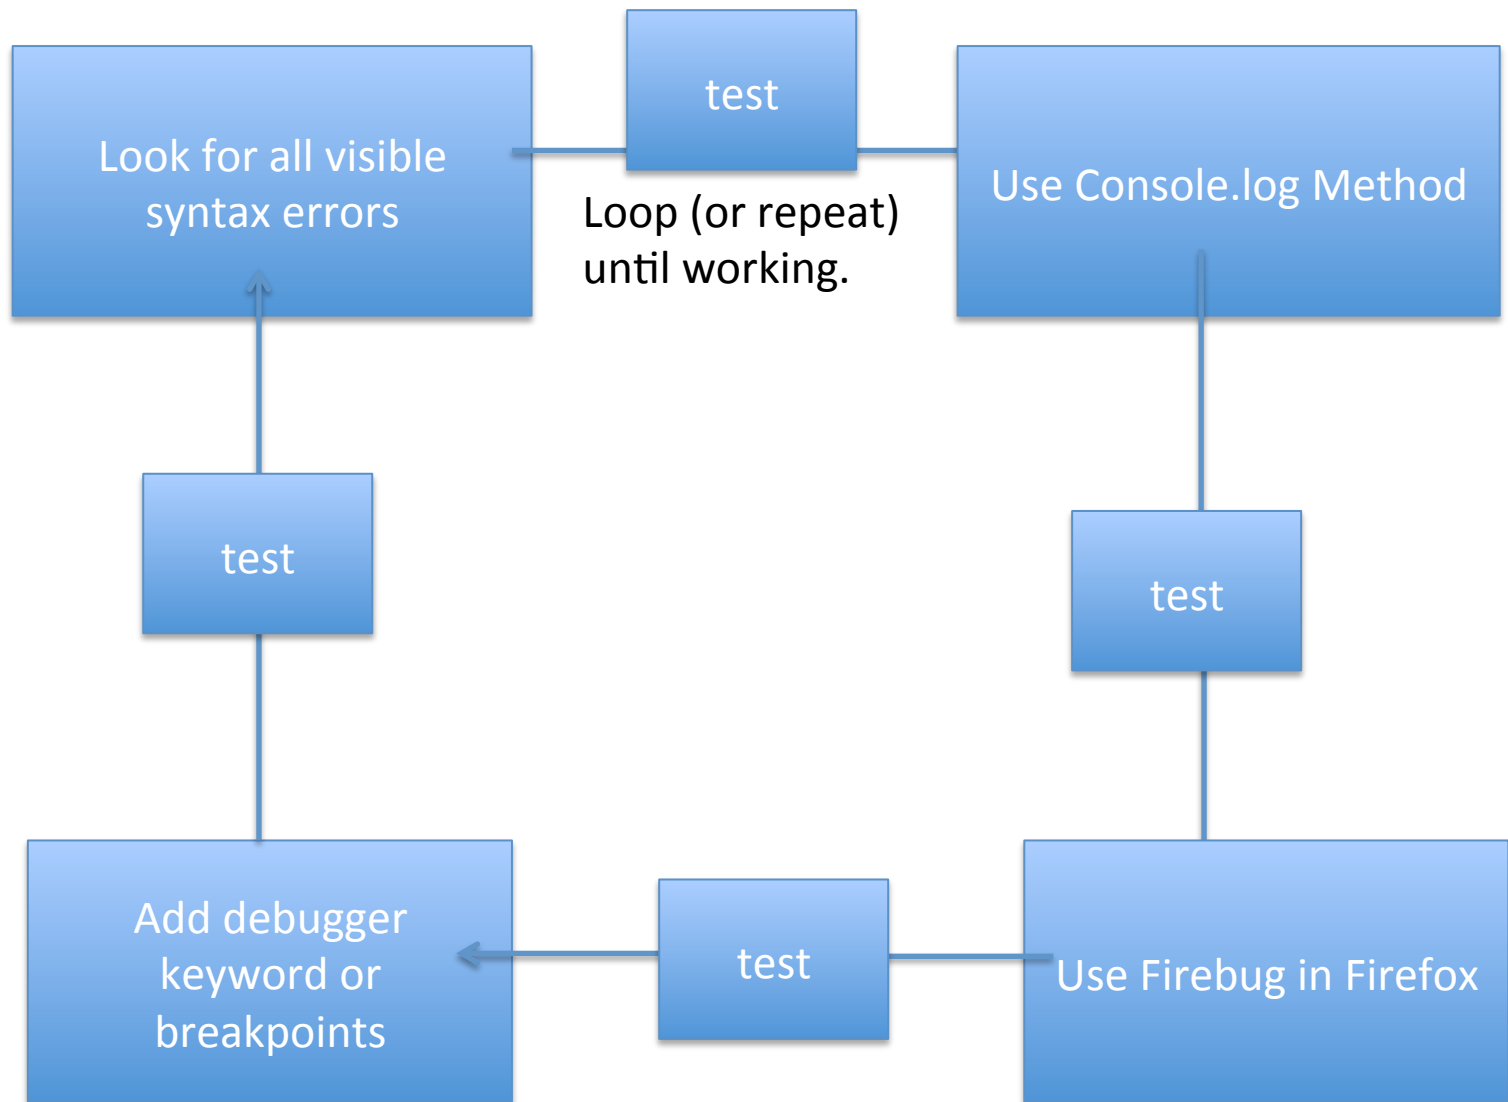 test
Look for all visible
syntax errors
Use Console.log Method
Loop (or repeat)
until working.
test
test
Add debugger
keyword or
breakpoints
test
Use Firebug in Firefox